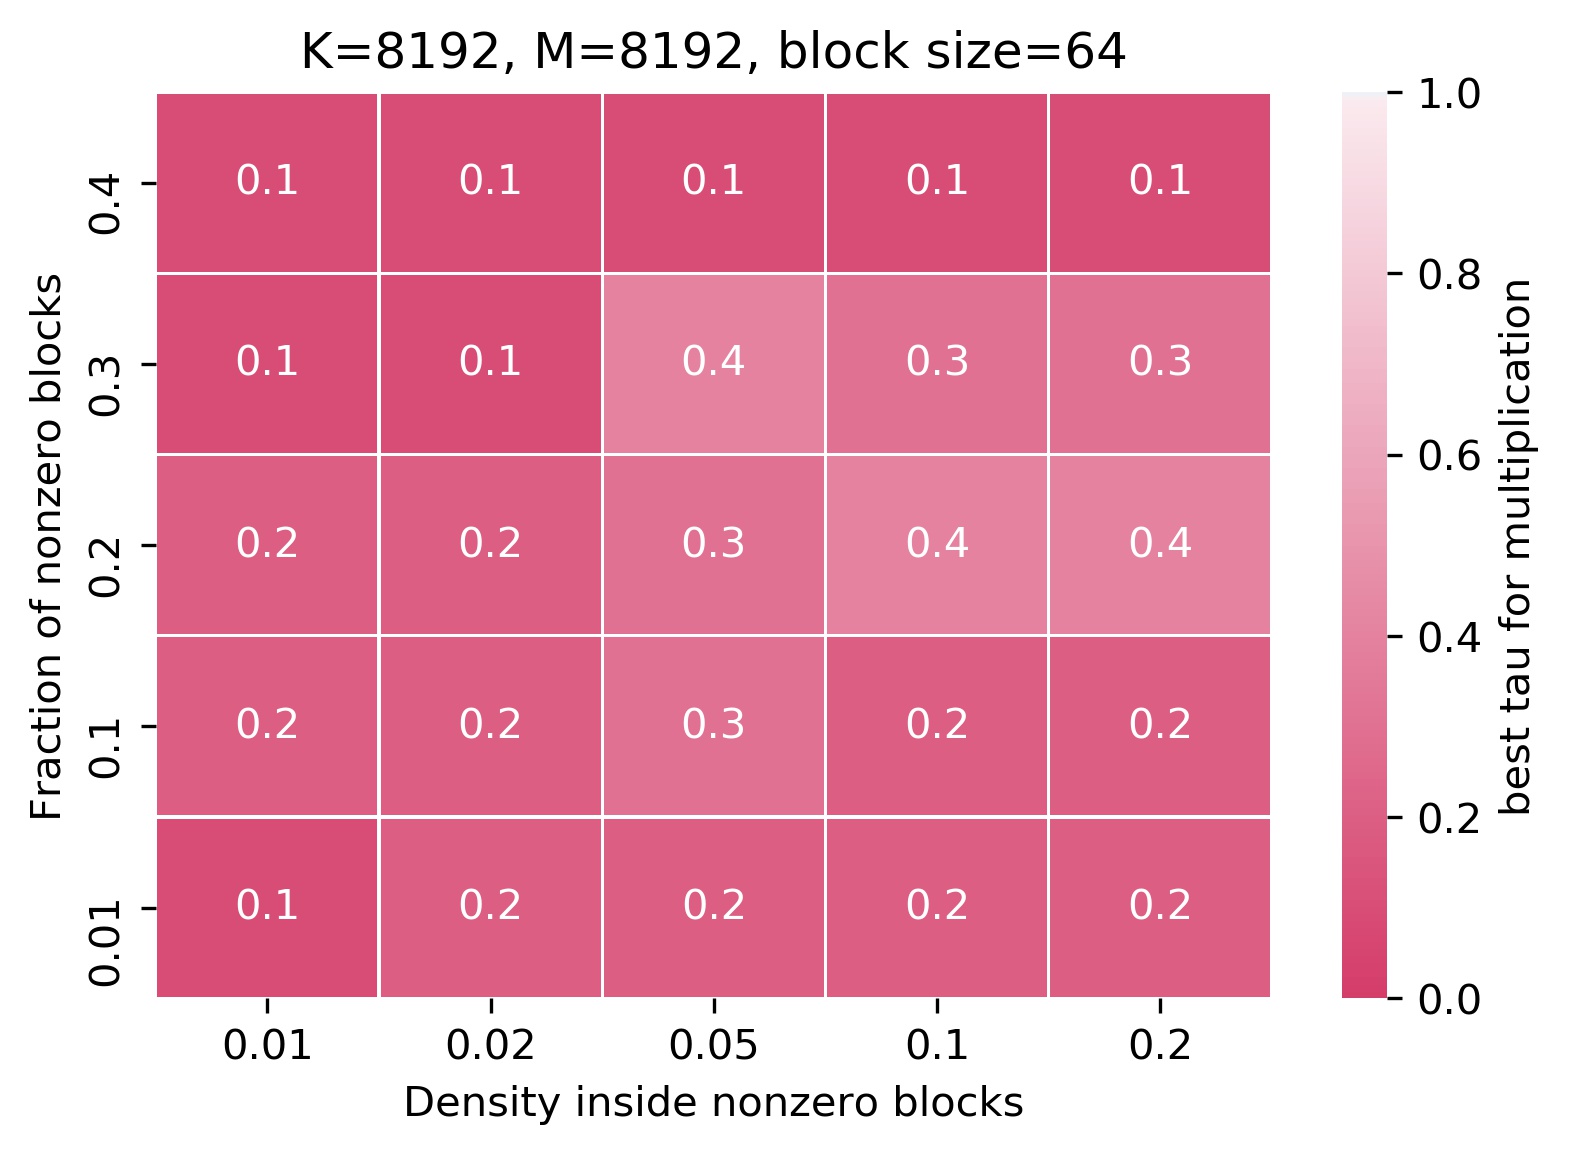 K=8192, M=8192, block size=64
Fraction of nonzero blocks
0.4
0.1 0.1 0.1 0.1 0.1
0.3
0.1 0.1 0.4 0.3 0.3
0.2
0.2 0.2 0.3 0.4 0.4
0.1
0.2 0.2 0.3 0.2 0.2
0.01
0.1 0.2 0.2 0.2 0.2
0.01 0.02 0.05 0.1 0.2
Density inside nonzero blocks
1.0
0.8
0.6
0.4
0.2
0.0
best tau for multiplication